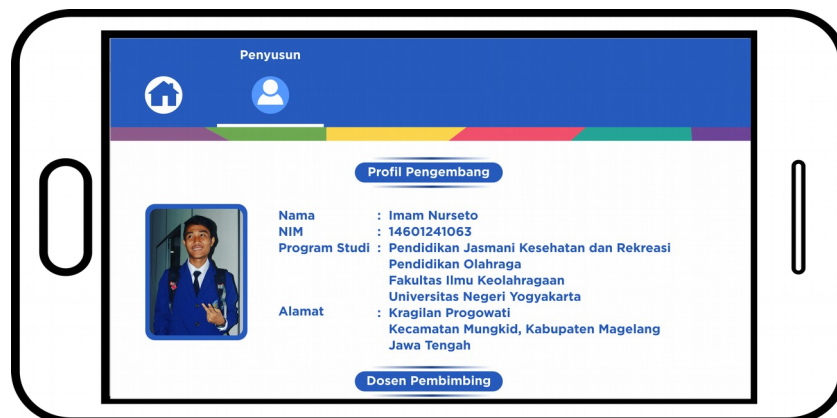 Penyusun
Profil Pengembang
Nama : Imam Nurseto
NIM : 14601241063
Program Studi : Pendidikan Jasmani Kesehatan dan Rekreasi
Pendidikan Olahraga
Fakultas Ilmu Keolahragaan
Universitas Negeri Yogyakarta
Alamat : Kragilan Progowati
Kecamatan Mungkid, Kabupaten Magelang
Jawa Tengah
Dosen Pembimbing